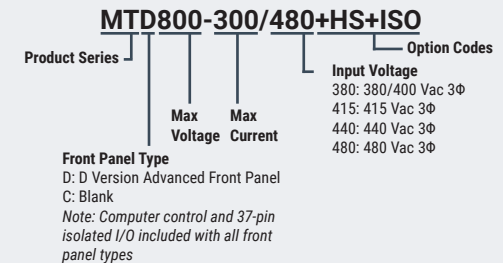 MTD800-300/480+HS+ISO
Product Series
Option Codes
Input Voltage
380: 380/400 Vac 3Φ
415: 415 Vac 3Φ
440: 440 Vac 3Φ
480: 480 Vac 3Φ
Max
Voltage
Max
Current
Front Panel Type
D: D Version Advanced Front Panel
C: Blank
Note: Computer control and 37-pin
isolated I/O included with all front
panel types